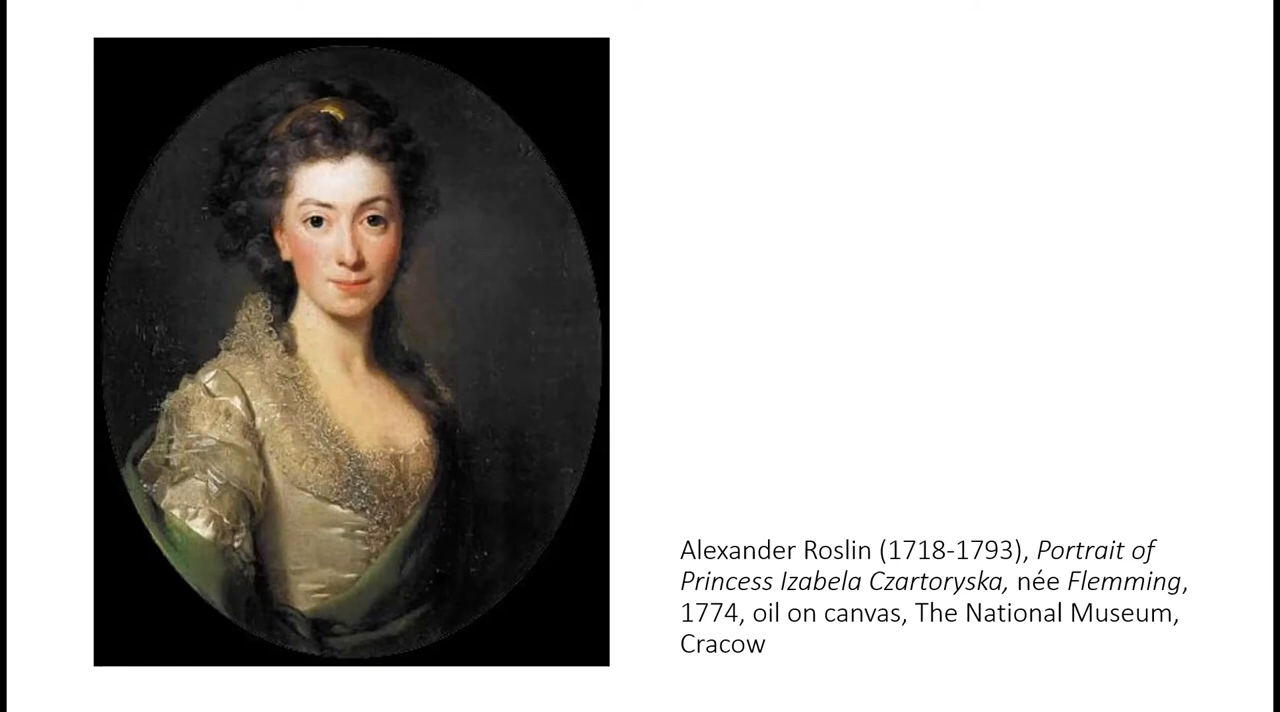 Alexander Roslin (1718-1793), Portrait of
Princess Izabela Czartoryska, née Flemming,
1774, oil on canvas, The National Museum,
Cracow